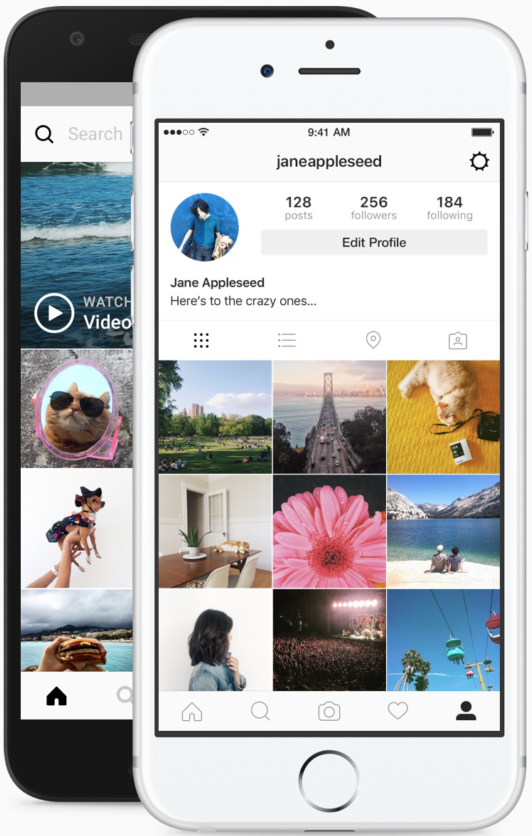 Search
WATCH
Video
9:41 AM
janeappleseed
128
posts
256
followers
184
following
Edit Profile
Jane Appleseed
Here's to the crazy ones...